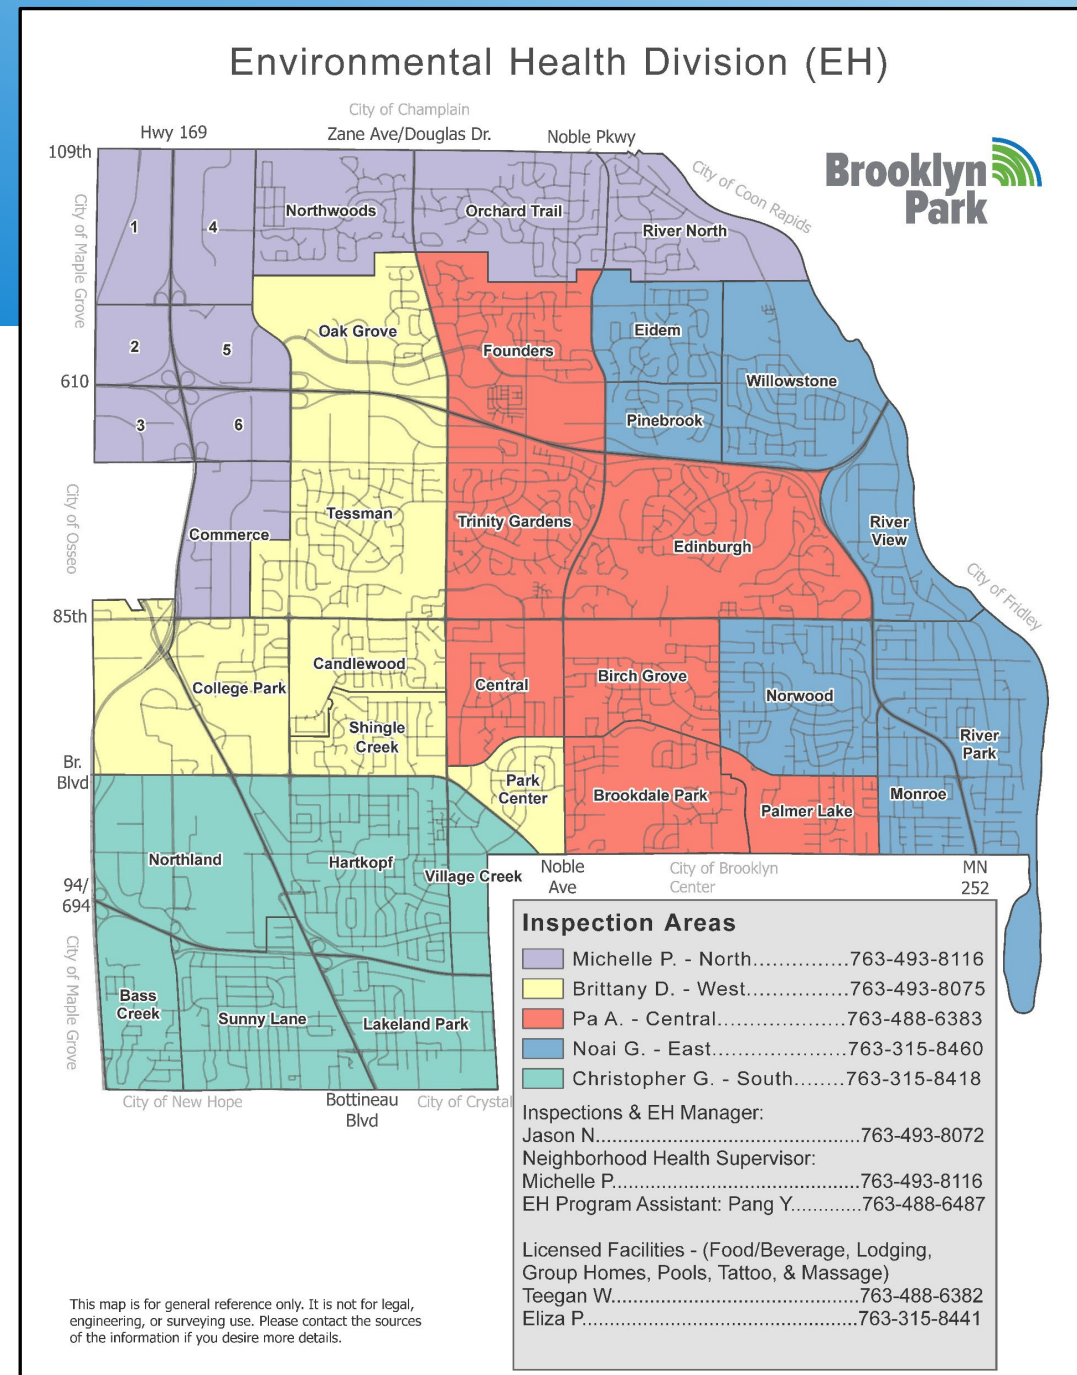 Environmental Health Division (EH)
City of Champlain
Hwy 169
Zane Ave/Douglas Dr.
Noble Pkwy
109th
City of Coon Rapids
Brooklyn
Park
City of Maple Grove
1
4
Northwoods
Orchard Trail
River North
2
5
Oak Grove
Founders
Eidem
Willowstone
610
3
6
Pinebrook
City of Osseo
Commerce
Tessman
Trinity Gardens
Edinburgh
River
View
City of Fridley
85th
College Park
Candlewood
Shingle
Creek
Central
Birch Grove
Norwood
River
Park
Br.
Blvd
Park
Center
Brookdale Park
Palmer Lake
Monroe
Northland
Hartkopf
Village Creek
Noble
Ave
City of Brooklyn
Center
MN
252
94/
694
City of Maple Grove
Bass
Creek
Sunny Lane
Lakeland Park
City of New Hope
Bottineau
Blvd
City of Crystal
Inspection Areas
Michelle P. - North...............763-493-8116
Brittany D. - West................763-493-8075
Pa A. - Central....................763-488-6383
Noai G. - East.....................763-315-8460
Christopher G. - South........763-315-8418
Inspections & EH Manager:
Jason N.............................................763-493-8072
Neighborhood Health Supervisor:
Michelle P..........................................763-493-8116
EH Program Assistant: Pang Y............763-488-6487
Licensed Facilities - (Food/Beverage, Lodging,
Group Homes, Pools, Tattoo, & Massage)
Teegan W..........................................763-488-6382
Eliza P..............................................763-315-8441
This map is for general reference only. It is not for legal,
engineering, or surveying use. Please contact the sources
of the information if you desire more details.